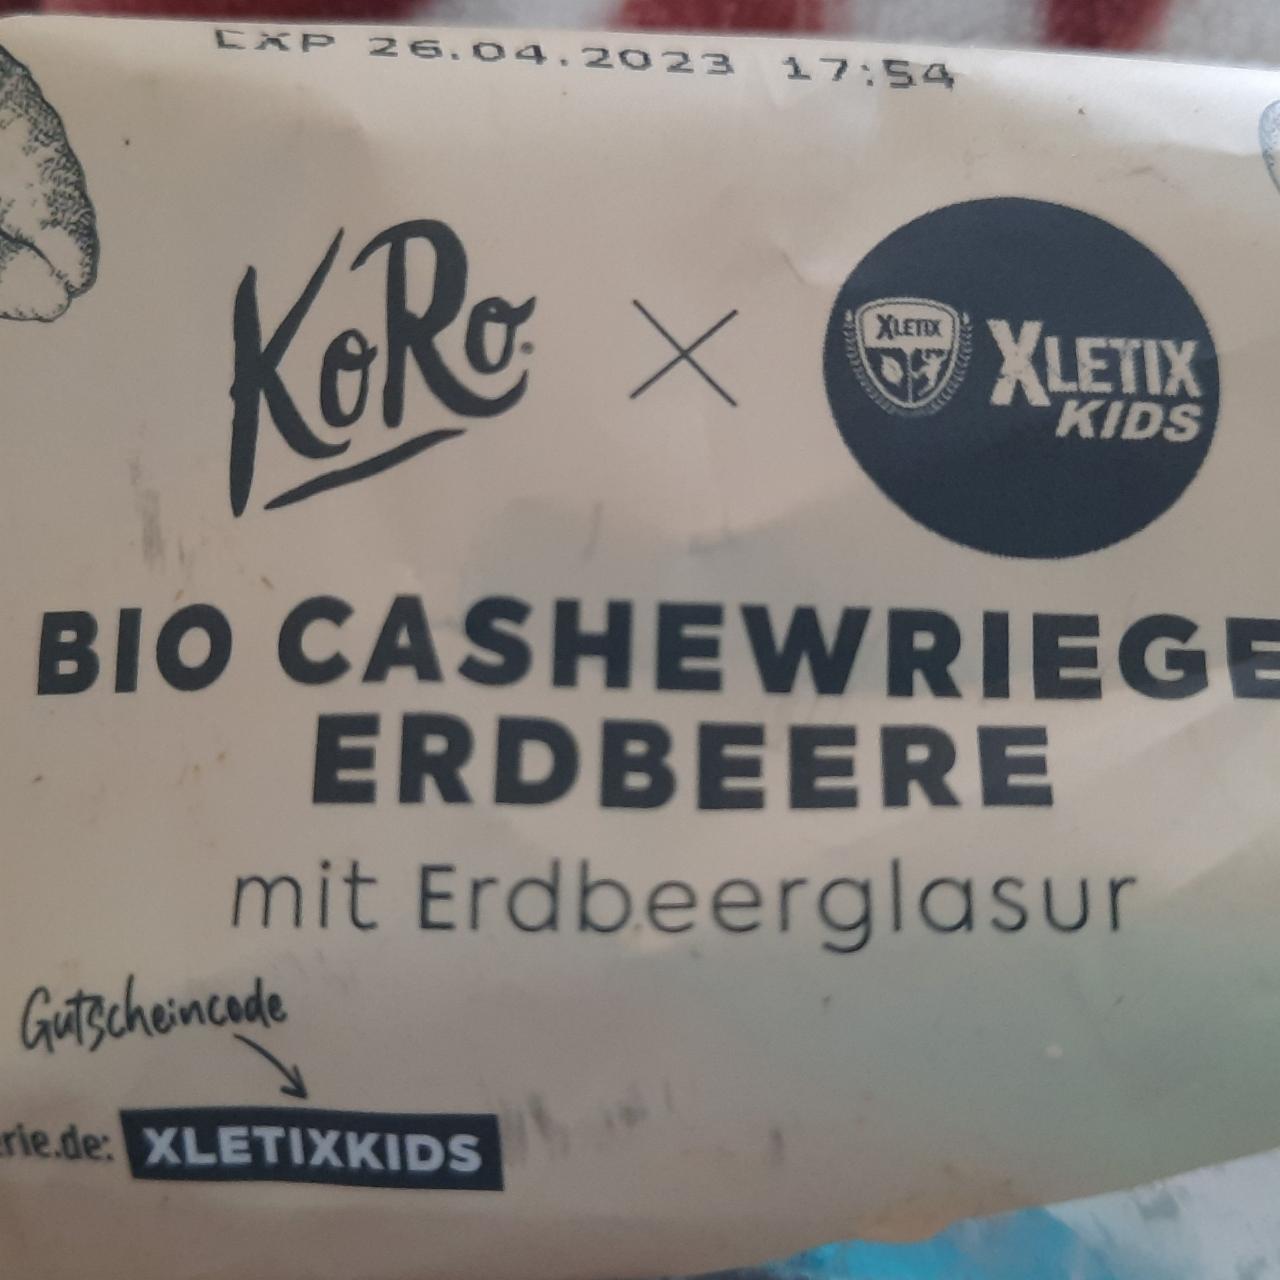 EXP 26.04.2023 17:54
KoRo
XLETIX
XLETIX
KIDS
BIO CASHEWRIEGE
ERDBEERE
mit Erdbeerglasur
Gutscheincode
rie.de: XLETIXKIDS